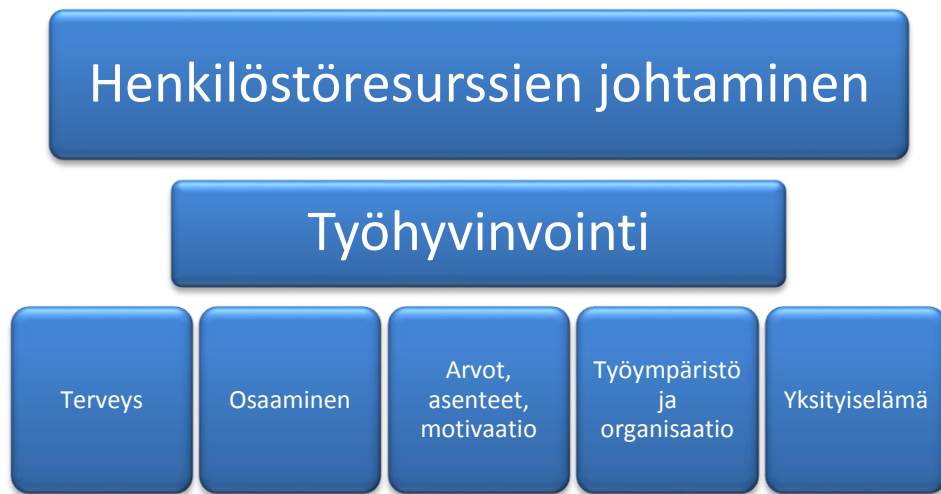 Henkilöstöresurssien johtaminen
Työhyvinvointi
Terveys
Osaaminen
Arvot,
asenteet,
motivaatio
Työympäristö
ja
organisaatio
Yksityiselämä